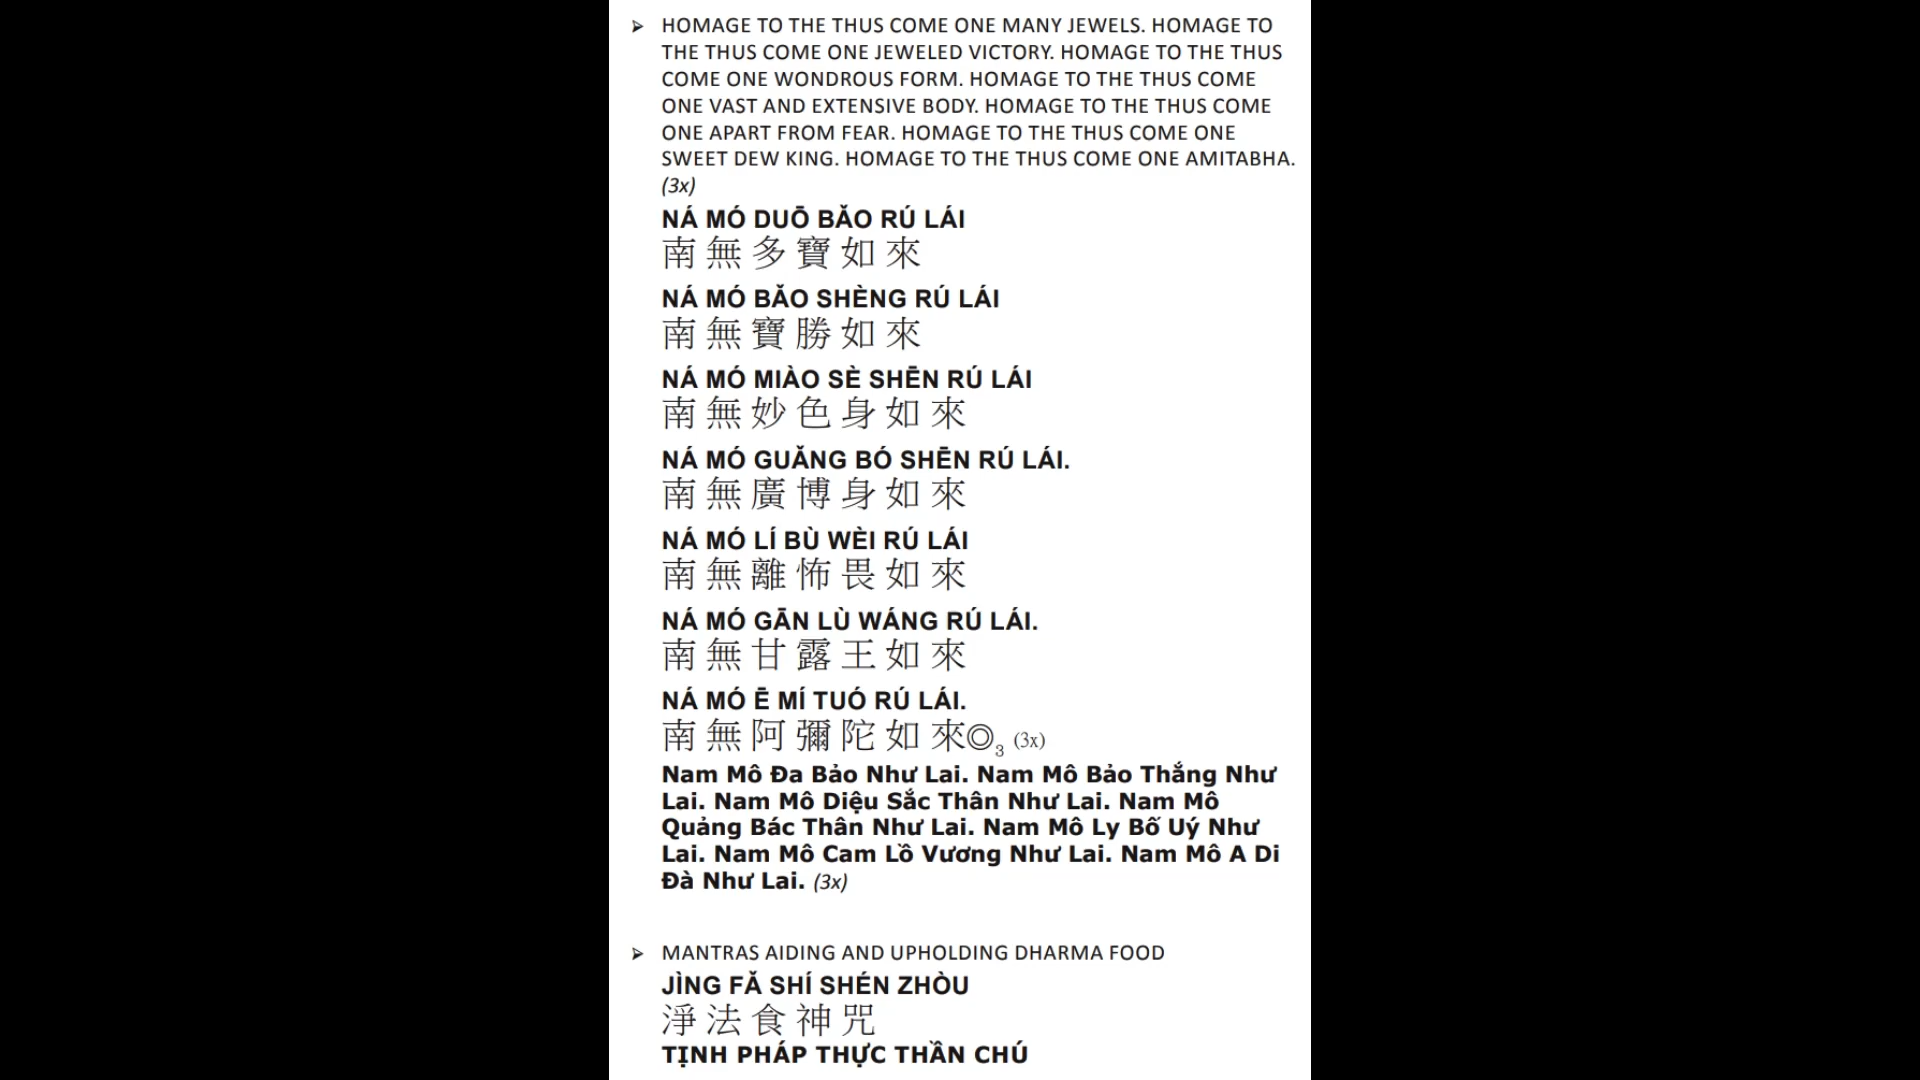 ➢ HOMAGE TO THE THUS COME ONE MANY JEWELS. HOMAGE TO
THE THUS COME ONE JEWELED VICTORY. HOMAGE TO THE THUS
COME ONE WONDROUS FORM. HOMAGE TO THE THUS COME
ONE VAST AND EXTENSIVE BODY. HOMAGE TO THE THUS COME
ONE APART FROM FEAR. HOMAGE TO THE THUS COME ONE
SWEET DEW KING. HOMAGE TO THE THUS COME ONE AMITABHA.
(3x)
NÁ MÓ DUŌ BǍO RÚ LÁI
南無多寶如來
NÁ MÓ BǍO SHÈNG RÚ LÁI
南無寶勝如來
NÁ MÓ MIÀO SÈ SHĒN RÚ LÁI
南無妙色身如來
NÁ MÓ GUǍNG BÓ SHĒN RÚ LÁI.
南無廣博身如來
NÁ MÓ LÍ BÙ WÈI RÚ LÁI
南無離怖畏如來
NÁ MÓ GĀN LÙ WÁNG RÚ LÁI.
南無甘露王如來
NÁ MÓ Ē MÍ TUÓ RÚ LÁI.
南無阿彌陀如來◎3 (3x)
Nam Mô Đa Bảo Như Lai. Nam Mô Bảo Thắng Như
Lai. Nam Mô Diệu Sắc Thân Như Lai. Nam Mô
Quảng Bác Thân Như Lai. Nam Mô Ly Bố Uý Như
Lai. Nam Mô Cam Lồ Vương Như Lai. Nam Mô A Di
Đà Như Lai. (3x)
➢ MANTRAS AIDING AND UPHOLDING DHARMA FOOD
JÌNG FǍ SHÍ SHÉN ZHÒU
淨法食神咒
TỊNH PHÁP THỰC THẦN CHÚ